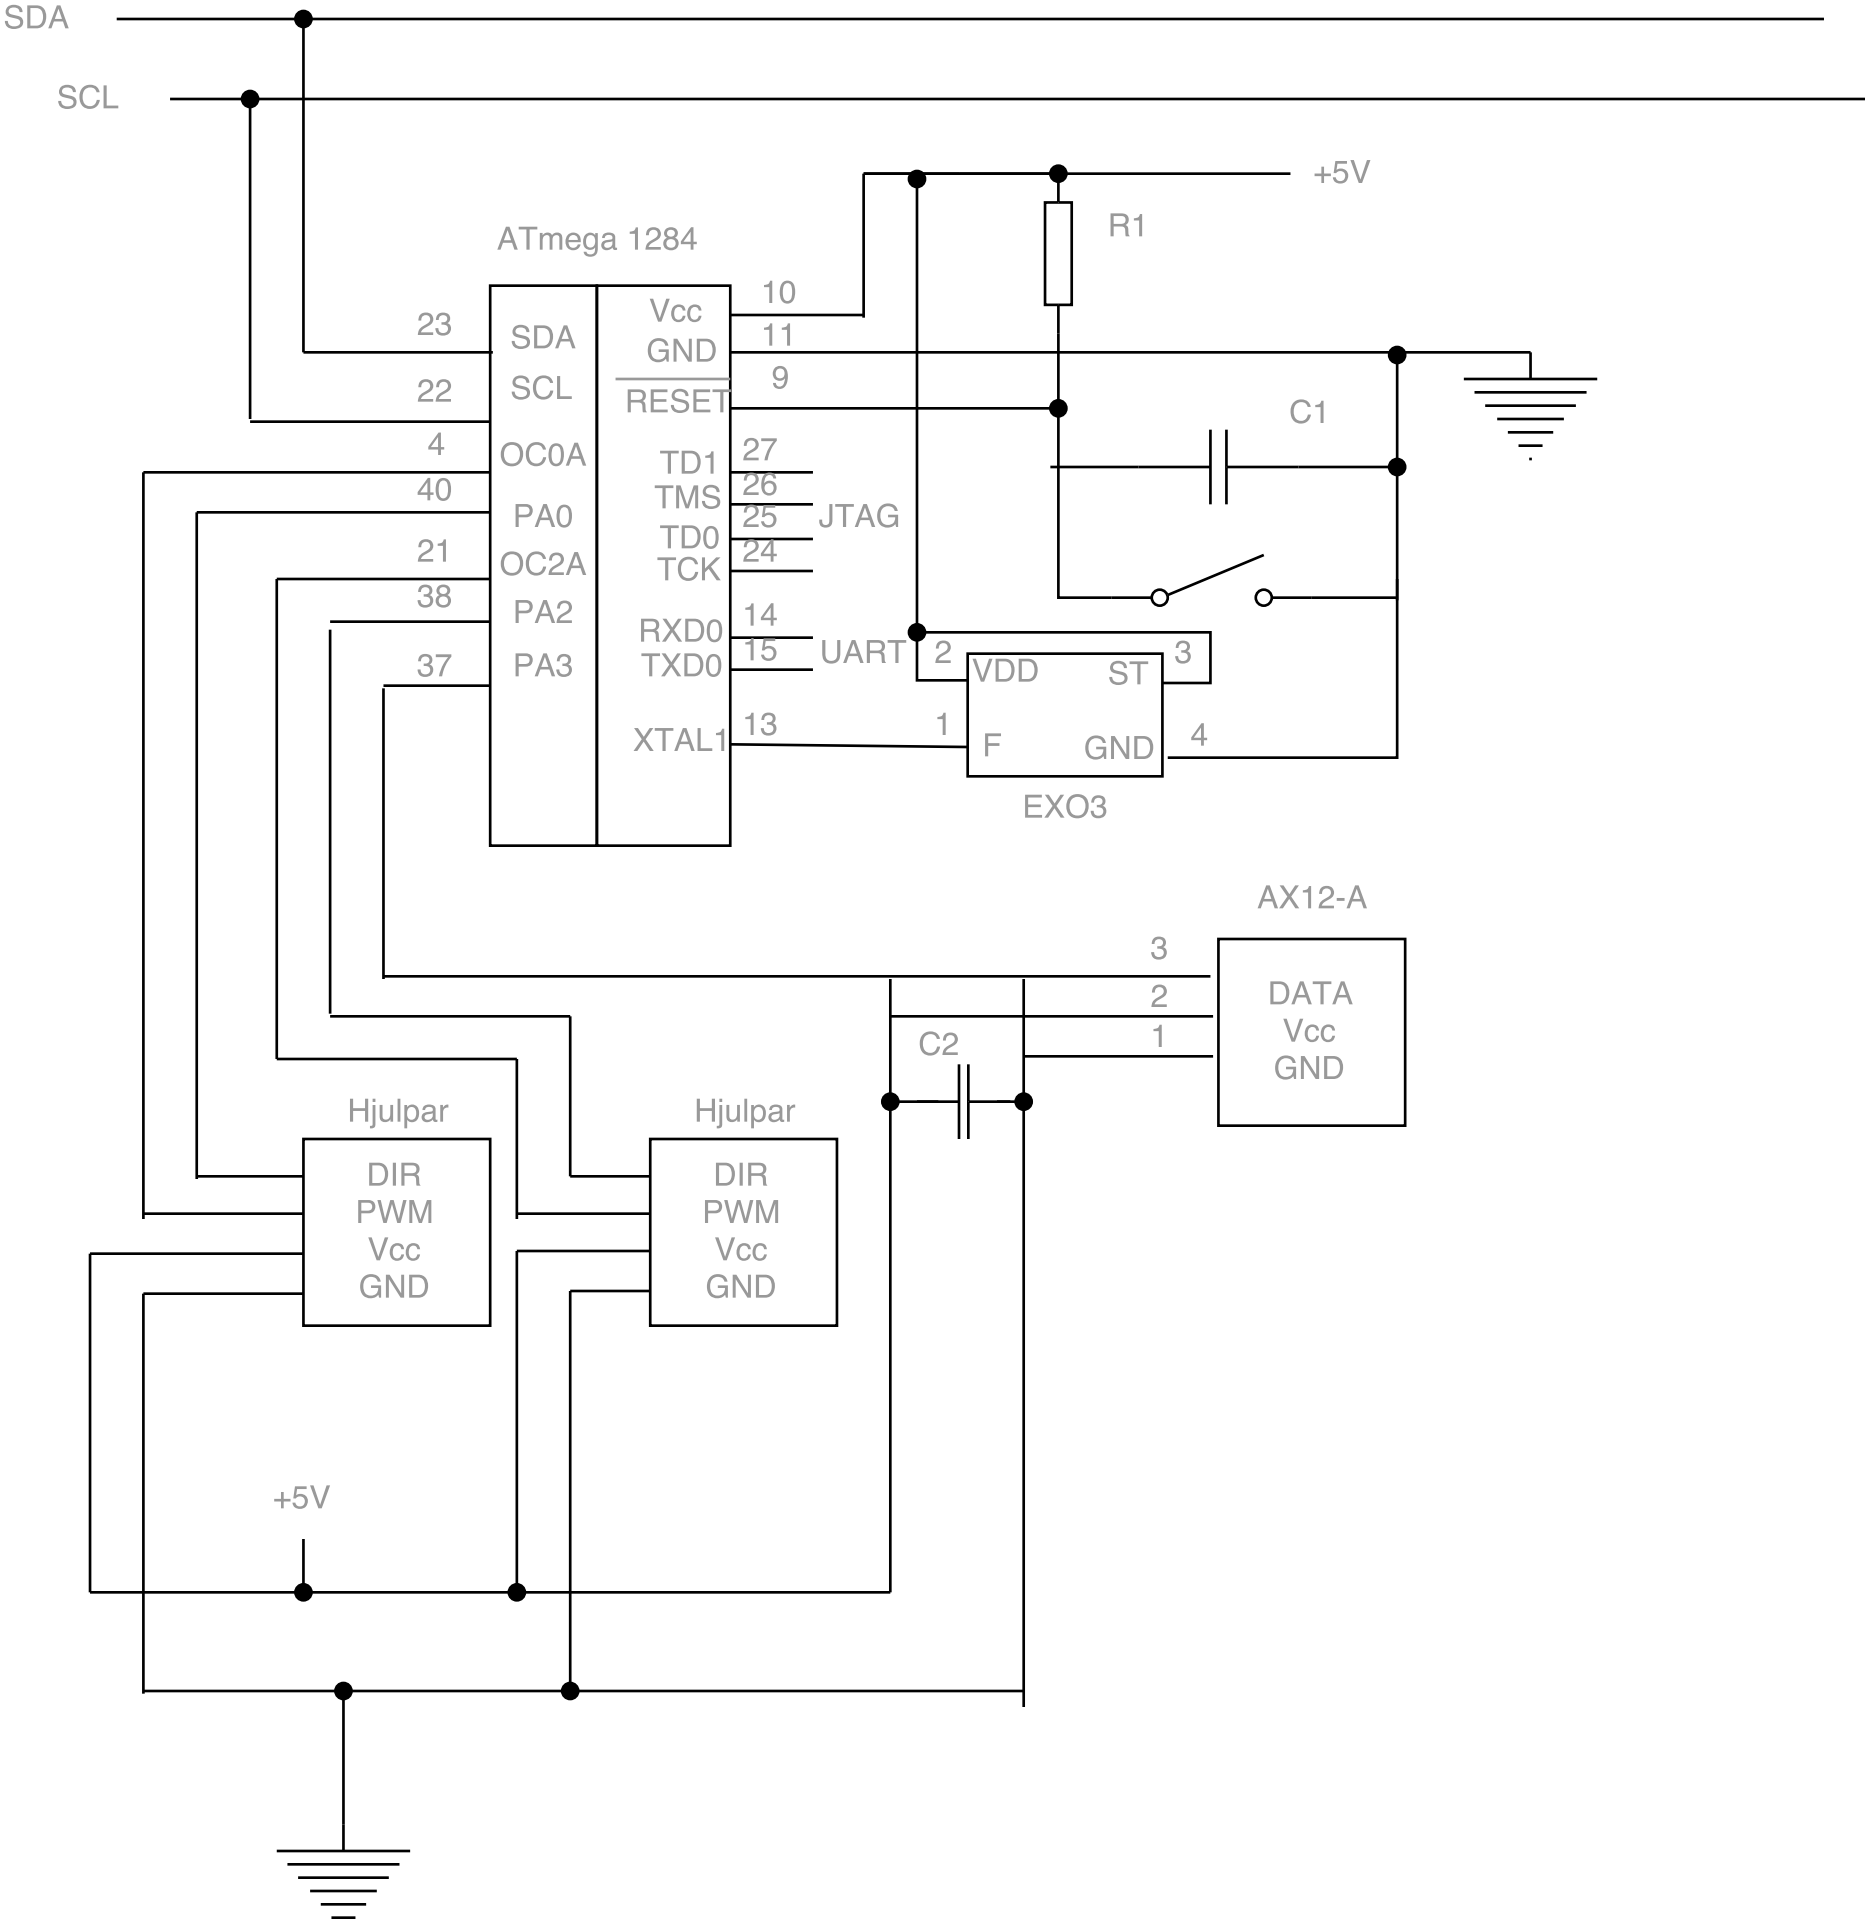 SDA
SCL
+5V
R1
ATmega 1284
10
Vcc
23
SDA
11
GND
22
SCL
9
RESET
C1
4
OC0A
27
TD1
40
PA0
26
TMS
JTAG
25
TD0
21
OC2A
24
TCK
38
PA2
14
RXD0
UART
37
PA3
15
TXD0
2
VDD
3
ST
13
XTAL1
1
F
4
GND
EXO3
AX12-A
3
DATA
2
Vcc
1
GND
C2
Hjulpar
Hjulpar
DIR
DIR
PWM
PWM
Vcc
Vcc
GND
GND
+5V